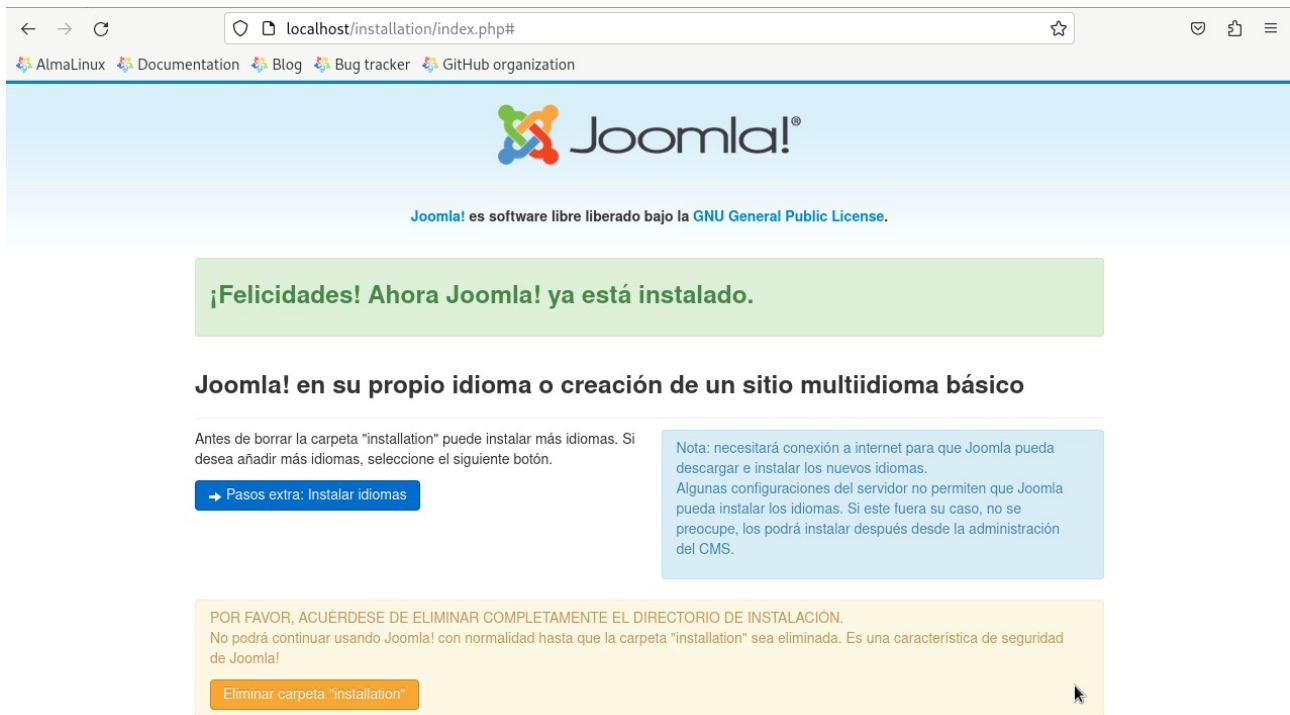 localhost/installation/index.php#
AlmaLinux Documentation Blog Bug tracker GitHub organization
Joomla!®
Joomla! es software libre liberado bajo la GNU General Public License.
¡Felicidades! Ahora Joomla! ya está instalado.
Joomla! en su propio idioma o creación de un sitio multiidioma básico
Antes de borrar la carpeta "installation" puede instalar más idiomas. Si
desea añadir más idiomas, seleccione el siguiente botón.
Pasos extra: Instalar idiomas
Nota: necesitará conexión a internet para que Joomla pueda
descargar e instalar los nuevos idiomas.
Algunas configuraciones del servidor no permiten que Joomla
pueda instalar los idiomas. Si este fuera su caso, no se
preocupe, los podrá instalar después desde la administración
del CMS.
POR FAVOR, ACUÉRDESE DE ELIMINAR COMPLETAMENTE EL DIRECTORIO DE INSTALACIÓN.
No podrá continuar usando Joomla! con normalidad hasta que la carpeta "installation" sea eliminada. Es una característica de seguridad
de Joomla!
Eliminar carpeta "installation"